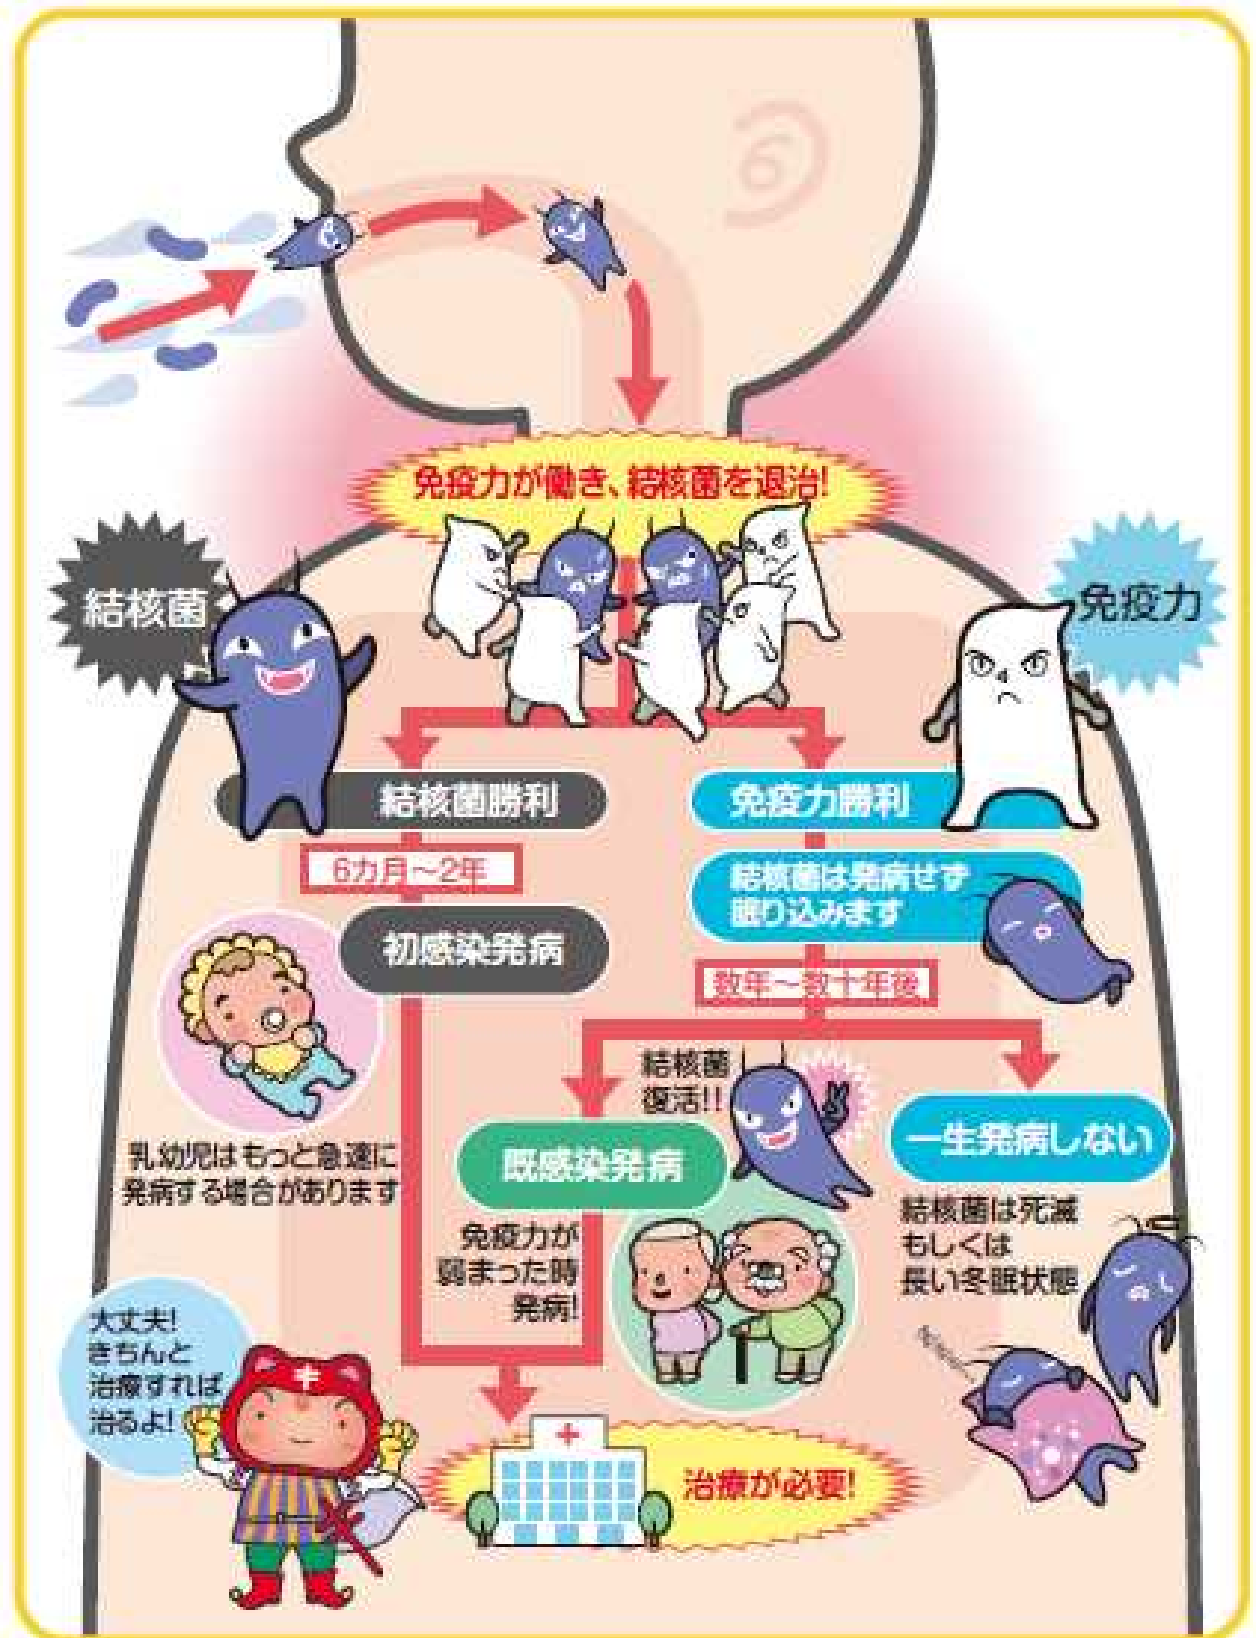 免疫力が働き、結核菌を退治!
結核菌
免疫力
結核菌勝利
6カ月～2年
初感染発病
乳幼児はもっと急速に
発病する場合があります
免疫力勝利
結核菌は発病せず
眠り込みます
数年～数十年後
結核菌
復活!!
既感染発病
免疫力が
弱まった時
発病!
一生発病しない
結核菌は死滅
もしくは
長い冬眠状態
大丈夫!
きちんと
治療すれば
治るよ!
治療が必要!